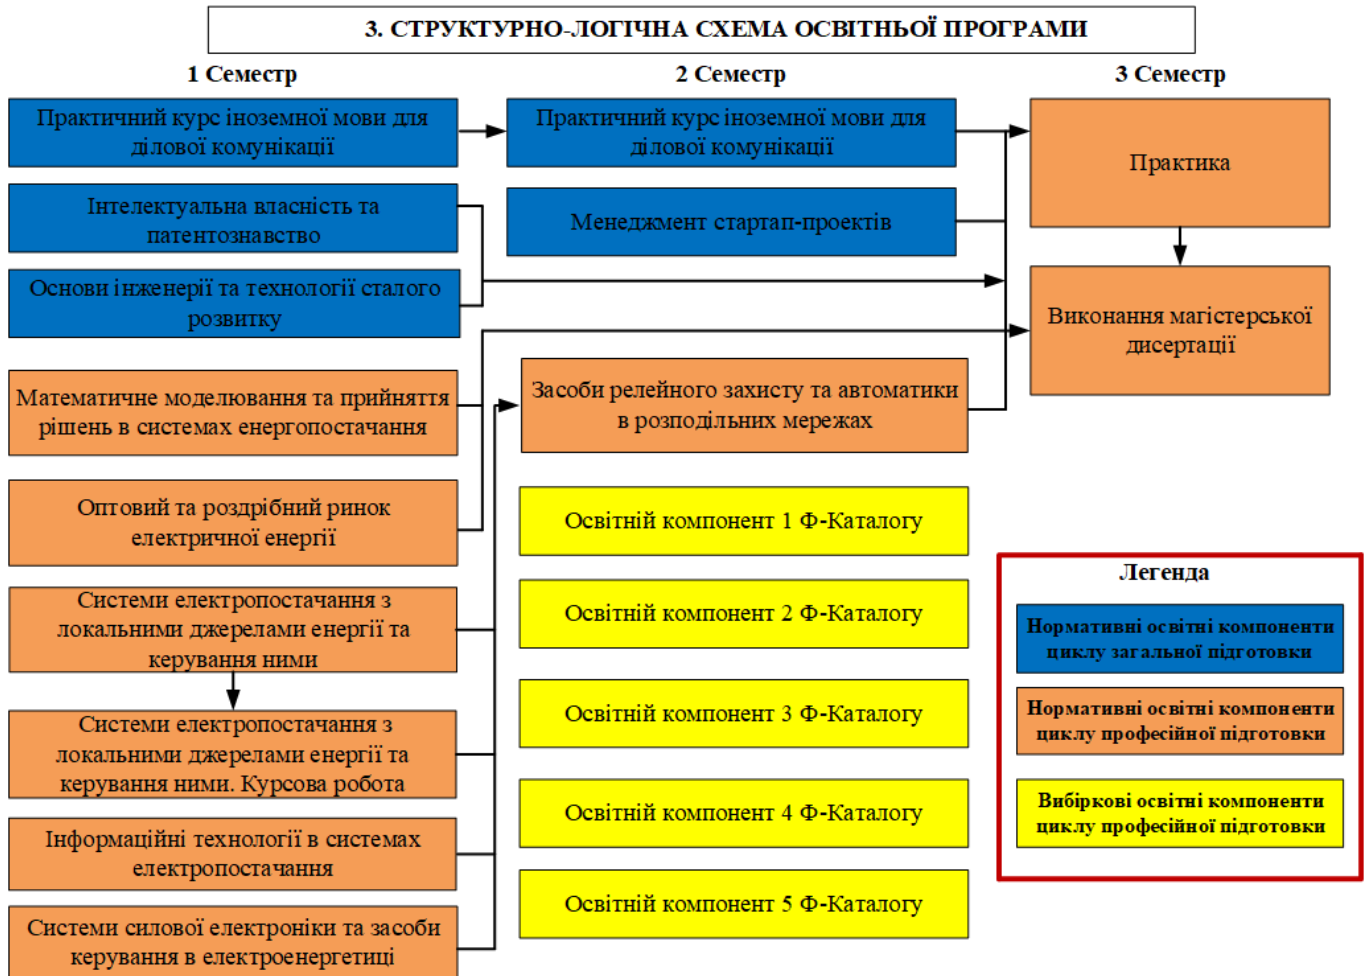 3. СТРУКТУРНО-ЛОГІЧНА СХЕМА ОСВІТНЬОЇ ПРОГРАМИ
1 Семестр
2 Семестр
3 Семестр
Практичний курс іноземної мови для
ділової комунікації
Інтелектуальна власність та
патентознавство
Основи інженерії та технології сталого
розвитку
Математичне моделювання та прийняття
рішень в системах енергопостачання
Оптовий та роздрібний ринок
електричної енергії
Системи електропостачання з
локальними джерелами енергії та
керування ними
Системи електропостачання з
локальними джерелами енергії та
керування ними. Курсова робота
Інформаційні технології в системах
електропостачання
Системи силової електроніки та засоби
керування в електроенергетиці
Практичний курс іноземної мови для
ділової комунікації
Менеджмент стартап-проектів
Засоби релейного захисту та автоматики
в розподільних мережах
Освітній компонент 1 Ф-Каталогу
Освітній компонент 2 Ф-Каталогу
Освітній компонент 3 Ф-Каталогу
Освітній компонент 4 Ф-Каталогу
Освітній компонент 5 Ф-Каталогу
Практика
Виконання магістерської
дисертації
Легенда
Нормативні освітні компоненти
циклу загальної підготовки
Нормативні освітні компоненти
циклу професійної підготовки
Вибіркові освітні компоненти
циклу професійної підготовки